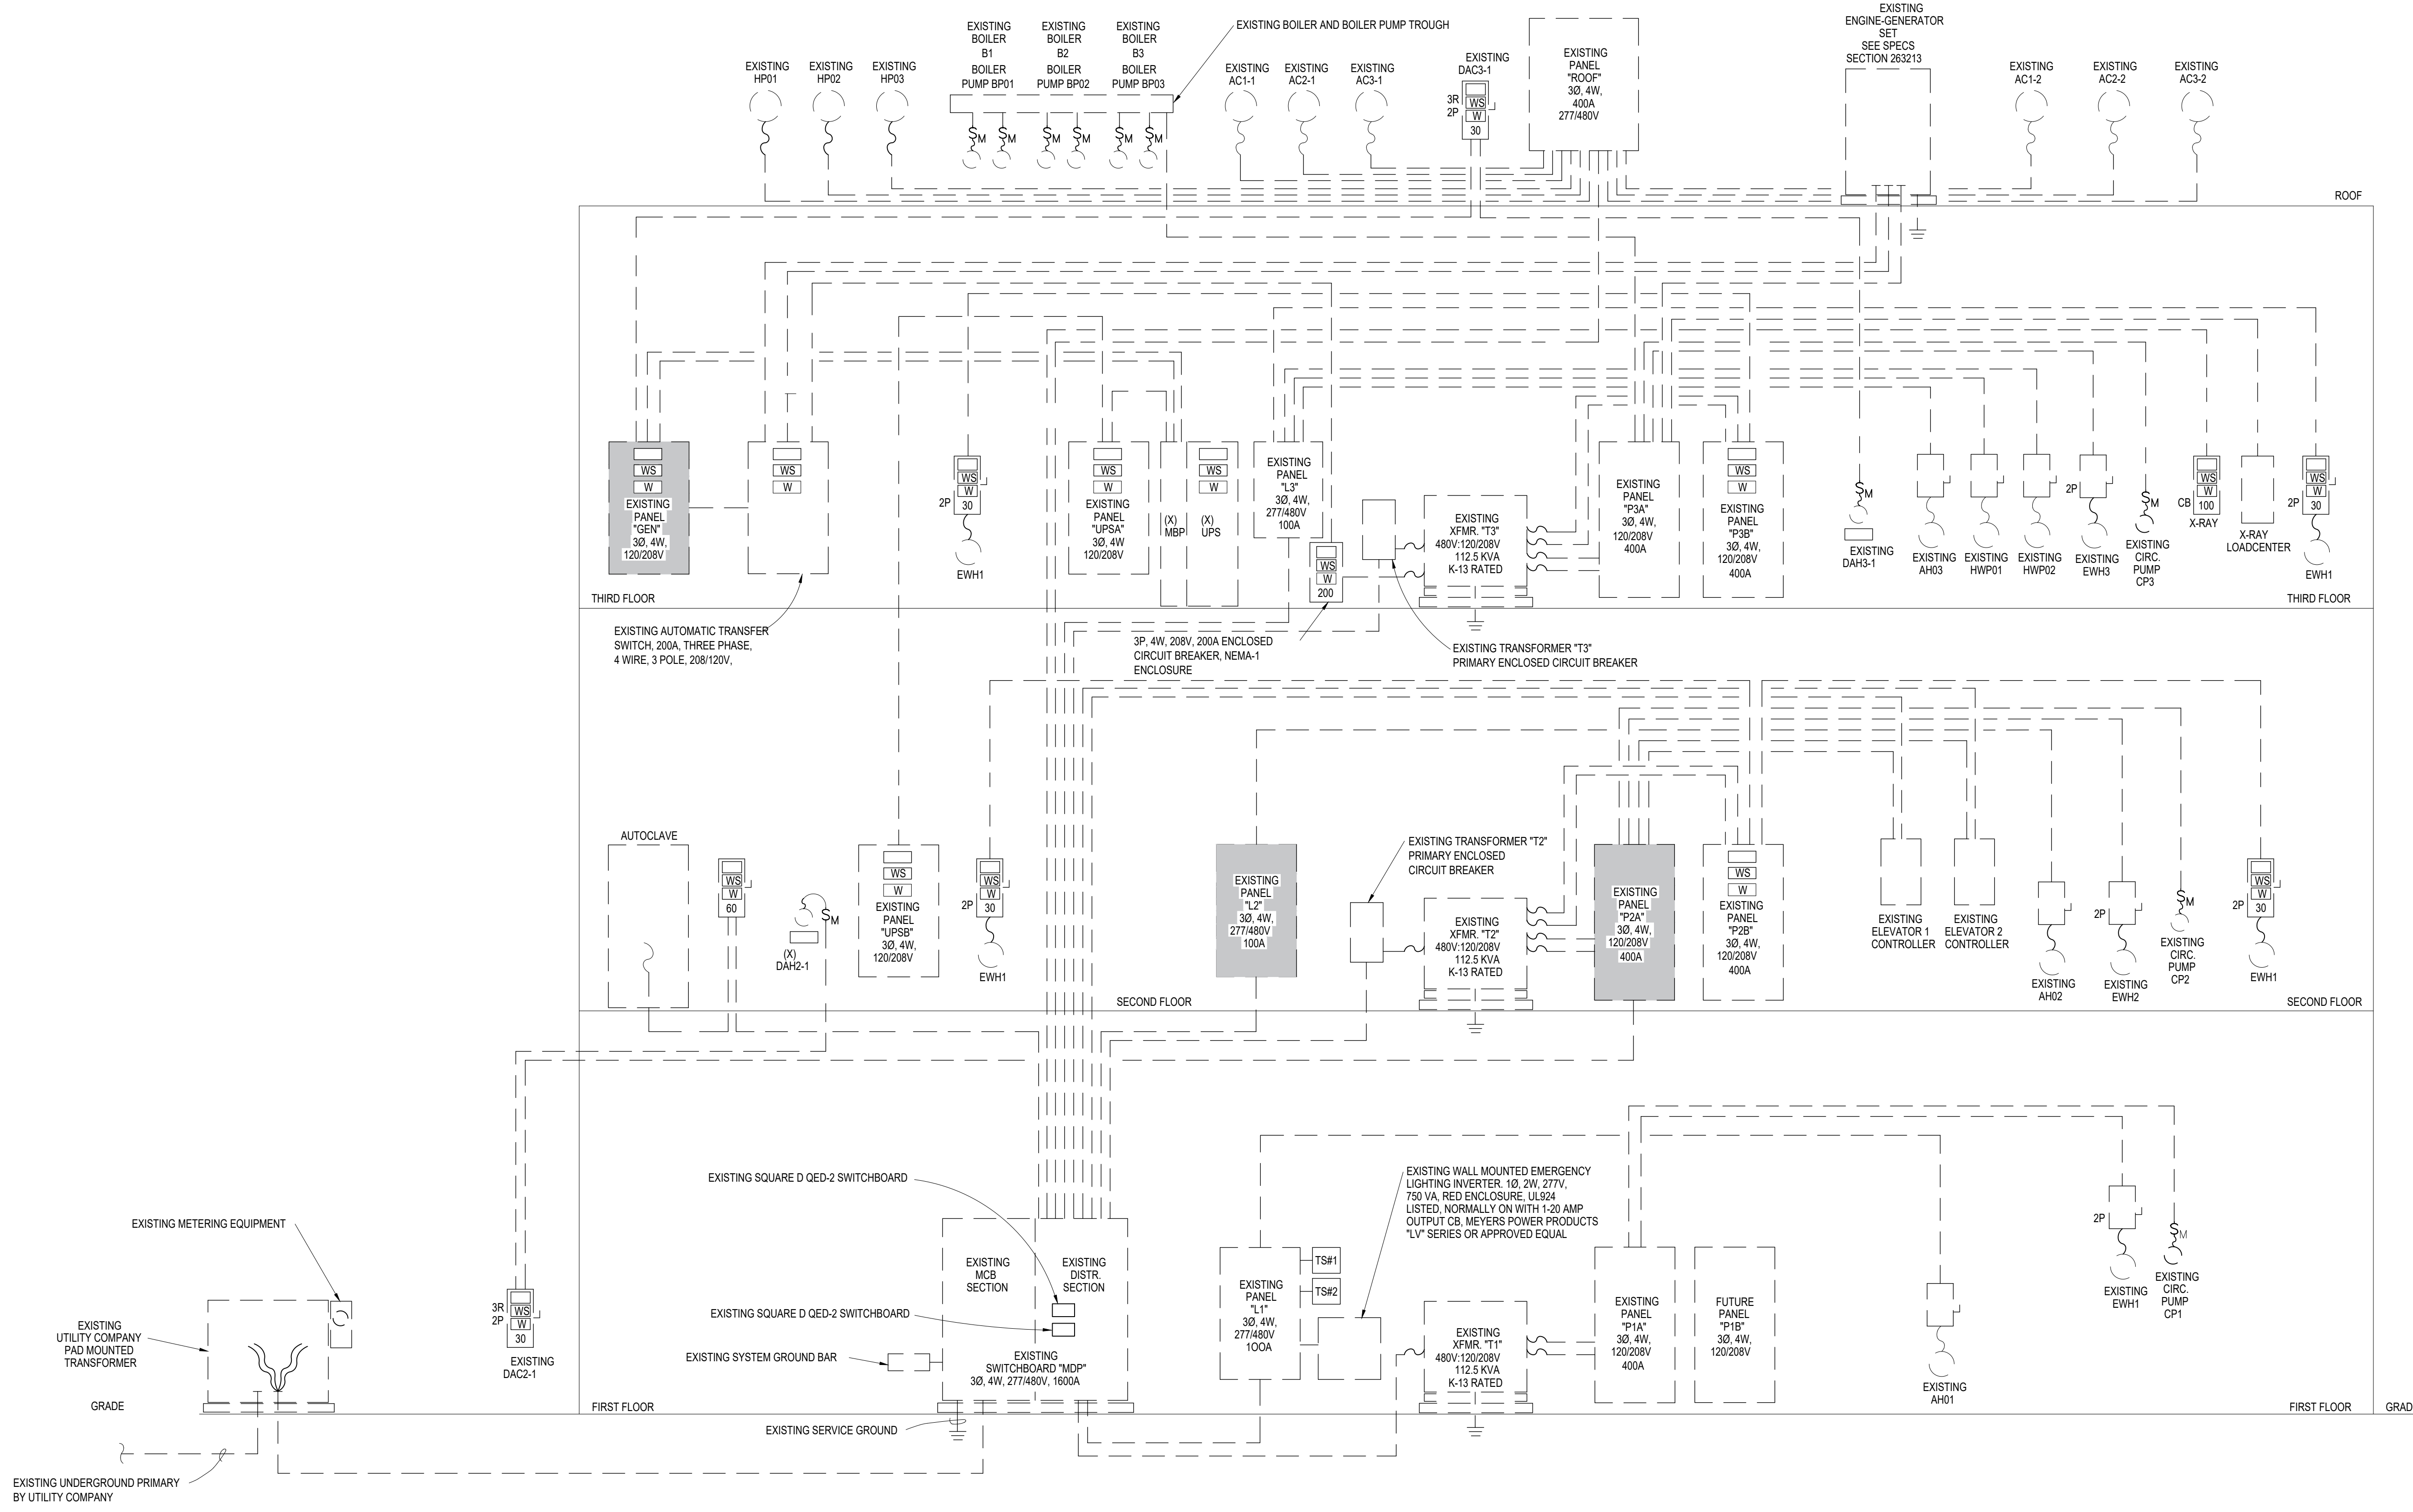 EXISTING
HP01
EXISTING
HP02
EXISTING
HP03
EXISTING
BOILER
B1
BOILER
PUMP BP01
EXISTING
BOILER
B2
BOILER
PUMP BP02
EXISTING
BOILER
B3
BOILER
PUMP BP03
EXISTING BOILER AND BOILER PUMP TROUGH
M
M
M
M
M
M
EXISTING
AC1-1
EXISTING
AC2-1
EXISTING
AC3-1
EXISTING
DAC3-1
3R
2P
WS
W
30
EXISTING
PANEL
"ROOF"
3Ø, 4W,
400A
277/480V
EXISTING
ENGINE-GENERATOR
SET
SEE SPECS
SECTION 263213
EXISTING
AC1-2
EXISTING
AC2-2
EXISTING
AC3-2
ROOF
WS
W
EXISTING
PANEL
"GEN"
3Ø, 4W,
120/208V
WS
W
2P
WS
W
30
EWH1
WS
W
EXISTING
PANEL
"UPSA"
3Ø, 4W
120/208V
(X)
MBP
WS
W
(X)
UPS
EXISTING
PANEL
"L3"
3Ø, 4W,
277/480V
100A
WS
W
200
EXISTING
XFMR. "T3"
480V:120/208V
112.5 KVA
K-13 RATED
EXISTING
PANEL
"P3A"
3Ø, 4W,
120/208V
400A
WS
W
EXISTING
PANEL
"P3B"
3Ø, 4W,
120/208V
400A
M
EXISTING
DAH3-1
EXISTING
AH03
EXISTING
HWP01
EXISTING
HWP02
2P
EXISTING
EWH3
M
EXISTING
CIRC.
PUMP
CP3
CB
WS
W
100
X-RAY
X-RAY
LOADCENTER
2P
WS
W
30
EWH1
THIRD FLOOR
THIRD FLOOR
EXISTING AUTOMATIC TRANSFER
SWITCH, 200A, THREE PHASE,
4 WIRE, 3 POLE, 208/120V,
3P, 4W, 208V, 200A ENCLOSED
CIRCUIT BREAKER, NEMA-1
ENCLOSURE
EXISTING TRANSFORMER "T3"
PRIMARY ENCLOSED CIRCUIT BREAKER
AUTOCLAVE
WS
W
60
M
(X)
DAH2-1
WS
W
EXISTING
PANEL
"UPSB"
3Ø, 4W,
120/208V
2P
WS
W
30
EWH1
EXISTING
PANEL
"L2"
3Ø, 4W,
277/480V
100A
EXISTING TRANSFORMER "T2"
PRIMARY ENCLOSED
CIRCUIT BREAKER
EXISTING
XFMR. "T2"
480V:120/208V
112.5 KVA
K-13 RATED
EXISTING
PANEL
"P2A"
3Ø, 4W,
120/208V
400A
WS
W
EXISTING
PANEL
"P2B"
3Ø, 4W,
120/208V
400A
EXISTING
ELEVATOR 1
CONTROLLER
EXISTING
ELEVATOR 2
CONTROLLER
EXISTING
AH02
2P
EXISTING
EWH2
M
EXISTING
CIRC.
PUMP
CP2
2P
WS
W
30
EWH1
SECOND FLOOR
SECOND FLOOR
EXISTING SQUARE D QED-2 SWITCHBOARD
EXISTING METERING EQUIPMENT
EXISTING
UTILITY COMPANY
PAD MOUNTED
TRANSFORMER
3R
2P
WS
W
30
EXISTING
DAC2-1
EXISTING
MCB
SECTION
EXISTING
DISTR.
SECTION
EXISTING SQUARE D QED-2 SWITCHBOARD
EXISTING SYSTEM GROUND BAR
EXISTING
SWITCHBOARD "MDP"
3Ø, 4W, 277/480V, 1600A
TS#1
TS#2
EXISTING
PANEL
"L1"
3Ø, 4W,
277/480V
1OOA
EXISTING WALL MOUNTED EMERGENCY
LIGHTING INVERTER. 1Ø, 2W, 277V,
750 VA, RED ENCLOSURE, UL924
LISTED, NORMALLY ON WITH 1-20 AMP
OUTPUT CB, MEYERS POWER PRODUCTS
"LV" SERIES OR APPROVED EQUAL
EXISTING
XFMR. "T1"
480V:120/208V
112.5 KVA
K-13 RATED
EXISTING
PANEL
"P1A"
3Ø, 4W,
120/208V
400A
FUTURE
PANEL
"P1B"
3Ø, 4W,
120/208V
EXISTING
AH01
2P
EXISTING
EWH1
M
EXISTING
CIRC.
PUMP
CP1
GRADE
FIRST FLOOR
FIRST FLOOR
GRAD
EXISTING SERVICE GROUND
EXISTING UNDERGROUND PRIMARY
BY UTILITY COMPANY